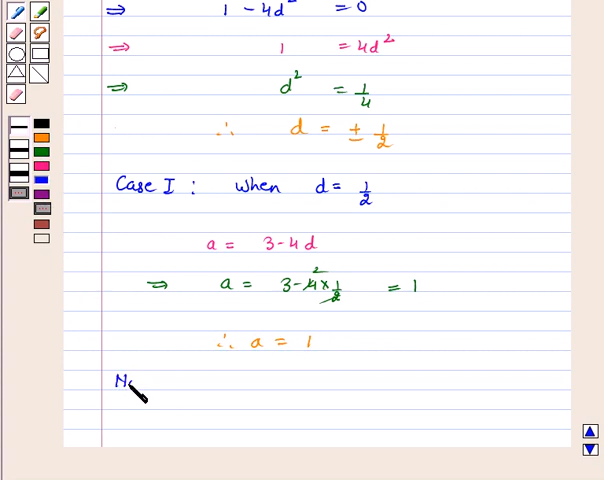 ⇒ 1 - 4d² = 0
⇒ 1 = 4d²
⇒ d² = 1/4
∴ d = ± 1/2
Case I : when d = 1/2
a = 3-4d
⇒ a = 3-4²×1/2 = 1
∴ a = 1